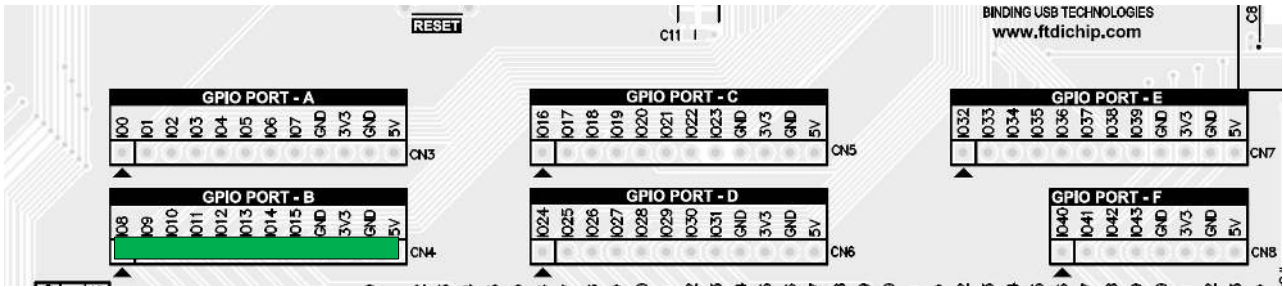 BINDING USB TECHNOLOGIES
www.ftdichip.com
RESET
C11
C8
GPIO PORT - A
IO0 IO1 IO2 IO3 IO4 IO5 IO6 IO7 GND 3V3 GND 5V
CN3
GPIO PORT - C
IO16 IO17 IO18 IO19 IO20 IO21 IO22 IO23 GND 3V3 GND 5V
CN5
GPIO PORT - E
IO32 IO33 IO34 IO35 IO36 IO37 IO38 IO39 GND 3V3 GND 5V
CN7
GPIO PORT - B
IO8 IO9 IO10 IO11 IO12 IO13 IO14 IO15 GND 3V3 GND 5V
CN4
GPIO PORT - D
IO24 IO25 IO26 IO27 IO28 IO29 IO30 IO31 GND 3V3 GND 5V
CN6
GPIO PORT - F
IO40 IO41 IO42 IO43 GND 3V3 GND 5V
CN8